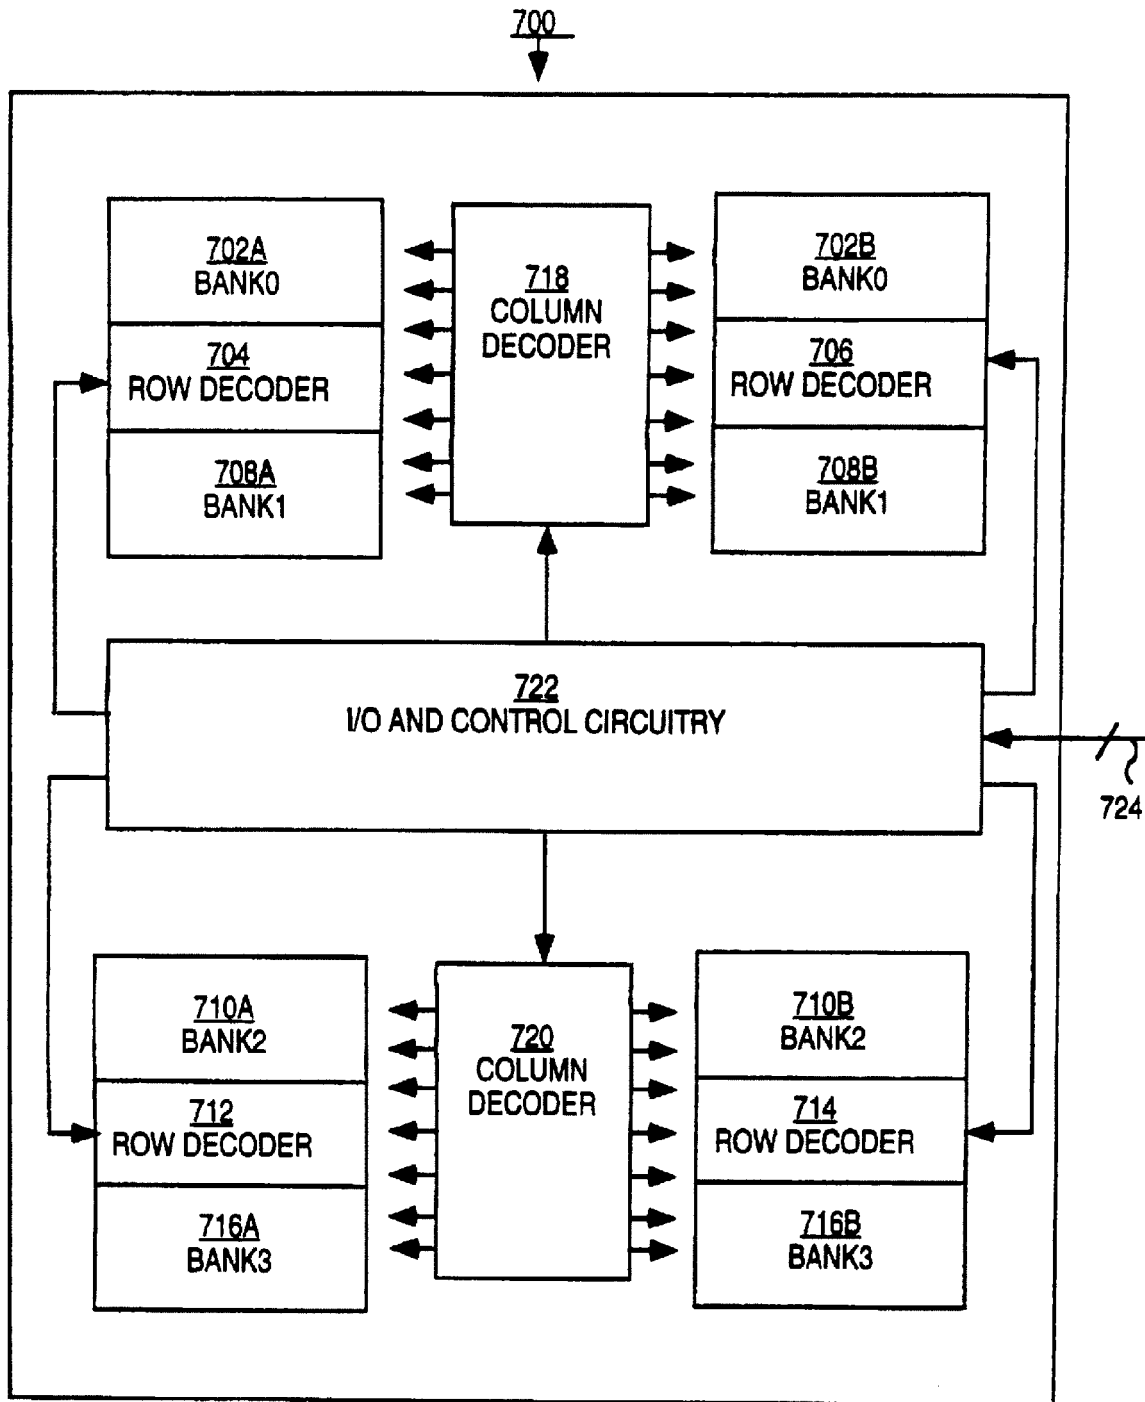 700
702A
BANK0
704
ROW DECODER
708A
BANK1
718
COLUMN
DECODER
702B
BANK0
706
ROW DECODER
708B
BANK1
722
I/O AND CONTROL CIRCUITRY
724
710A
BANK2
712
ROW DECODER
716A
BANK3
720
COLUMN
DECODER
710B
BANK2
714
ROW DECODER
716B
BANK3